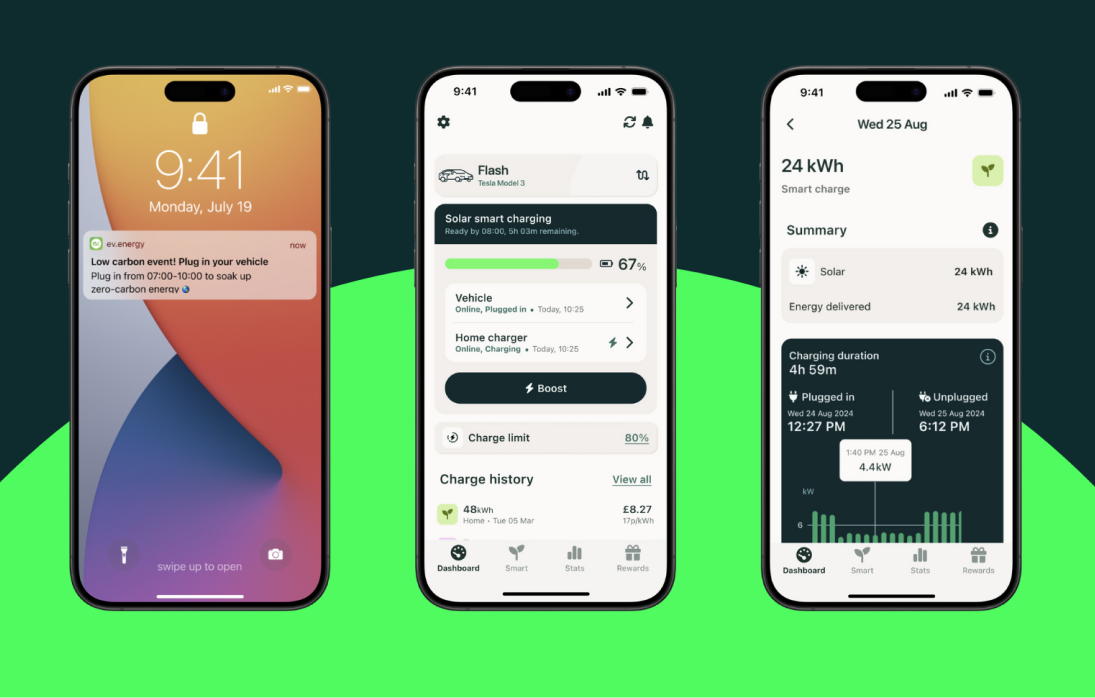 9:41
Monday, July 19
ev.energy
now
Low carbon event! Plug in your vehicle
Plug in from 07:00-10:00 to soak up
zero-carbon energy 🌎
swipe up to open
9:41
Flash
Tesla Model 3
Solar smart charging
Ready by 08:00, 5h 03m remaining.
67%
Vehicle
Online, Plugged in • Today, 10:25
Home charger
Online, Charging • Today, 10:25
Boost
Charge limit
80%
Charge history
View all
48kWh
£8.27
Home • Tue 05 Mar
17p/kWh
Dashboard
Smart
Stats
Rewards
9:41
Wed 25 Aug
24 kWh
Smart charge
Summary
Solar
24 kWh
Energy delivered
24 kWh
Charging duration
4h 59m
Plugged in
Unplugged
Wed 24 Aug 2024
Wed 25 Aug 2024
12:27 PM
6:12 PM
1:40 PM 25 Aug
4.4kW
kW
6
Dashboard
Smart
Stats
Rewards